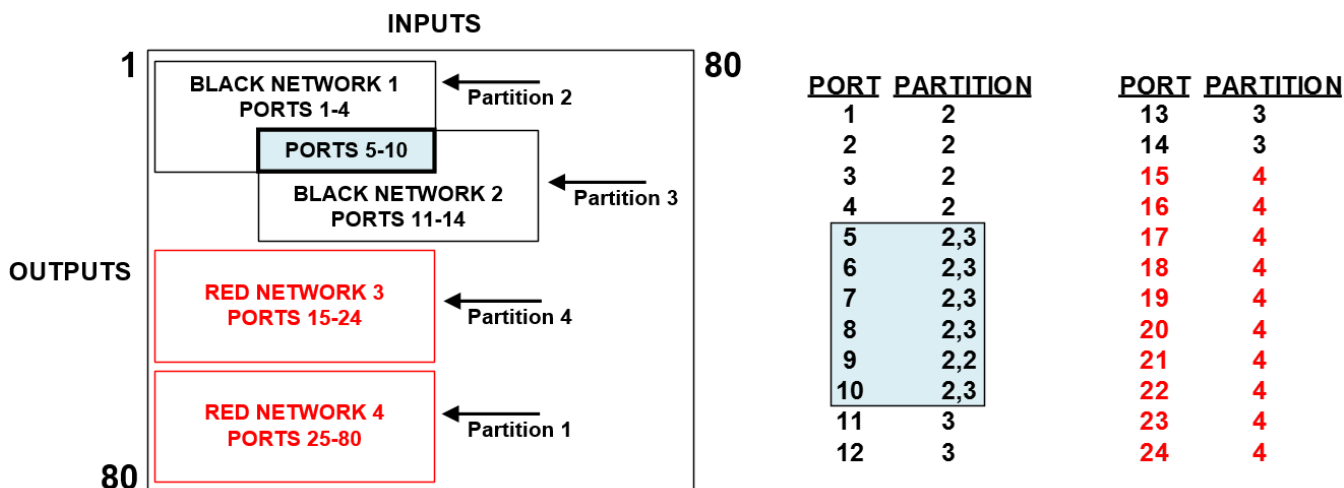 INPUTS
1
80
BLACK NETWORK 1
PORTS 1-4
Partition 2
PORTS 5-10
BLACK NETWORK 2
PORTS 11-14
Partition 3
OUTPUTS
RED NETWORK 3
PORTS 15-24
Partition 4
RED NETWORK 4
PORTS 25-80
Partition 1
80
PORT PARTITION
1 2
2 2
3 2
4 2
5 2,3
6 2,3
7 2,3
8 2,3
9 2,2
10 2,3
11 3
12 3
PORT PARTITION
13 3
14 3
15 4
16 4
17 4
18 4
19 4
20 4
21 4
22 4
23 4
24 4